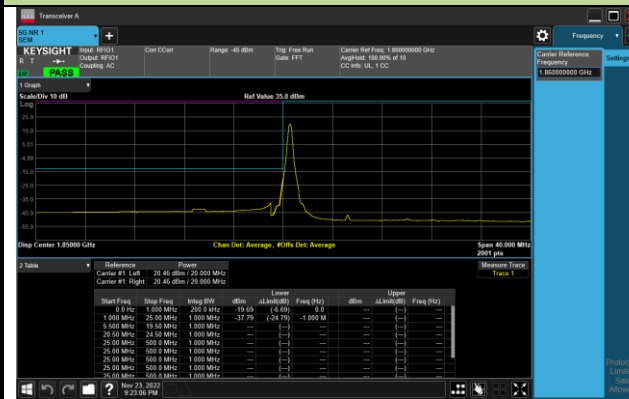 Transceiver A
5G NR 1
SEM
Frequency
KEYSIGHT
R T
PASS
Input: RFIO1
Output: RFIO1
Coupling: AC
Corr CCorr
Range: -45 dBm
Trig: Free Run
Gate: FFT
Carrier Ref Freq: 1.860000000 GHz
Avg|Hold: 100.00% of 10
CC Info: UL, 1 CC
Carrier Reference
Frequency
1.860000000 GHz
Settings
1 Graph
Scale/Div 10 dB
Ref Value 35.0 dBm
Log
25.0
15.0
5.01
-4.99
-15.0
-25.0
-35.0
-45.0
-55.0
Disp Center 1.85000 GHz
Chan Det: Average , #Offs Det: Average
Span 40.000 MHz
2001 pts
2 Table
Reference Power
Carrier #1: Left 20.46 dBm / 20.000 MHz
Carrier #1: Right 20.46 dBm / 20.000 MHz
Measure Trace
Trace 1
Lower Upper
Start Freq Stop Freq Integ BW dBm ΔLimit(dB) Freq (Hz) dBm ΔLimit(dB) Freq (Hz)
0.0 Hz 1.000 MHz 200.0 kHz -19.69 (-6.69) 0.0 --- (---) ---
1.000 MHz 25.00 MHz 1.000 MHz -37.79 (-24.79) -1.000 M --- (---) ---
5.500 MHz 19.50 MHz 1.000 MHz --- (---) --- --- (---) ---
20.50 MHz 24.50 MHz 1.000 MHz --- (---) --- --- (---) ---
25.00 MHz 500.0 MHz 1.000 MHz --- (---) --- --- (---) ---
25.00 MHz 500.0 MHz 1.000 MHz --- (---) --- --- (---) ---
25.00 MHz 500.0 MHz 1.000 MHz --- (---) --- --- (---) ---
25.00 MHz 500.0 MHz 1.000 MHz --- (---) --- --- (---) ---
25.00 MHz 500.0 MHz 1.000 MHz --- (---) --- --- (---) ---
Nov 23, 2022
9:23:06 PM